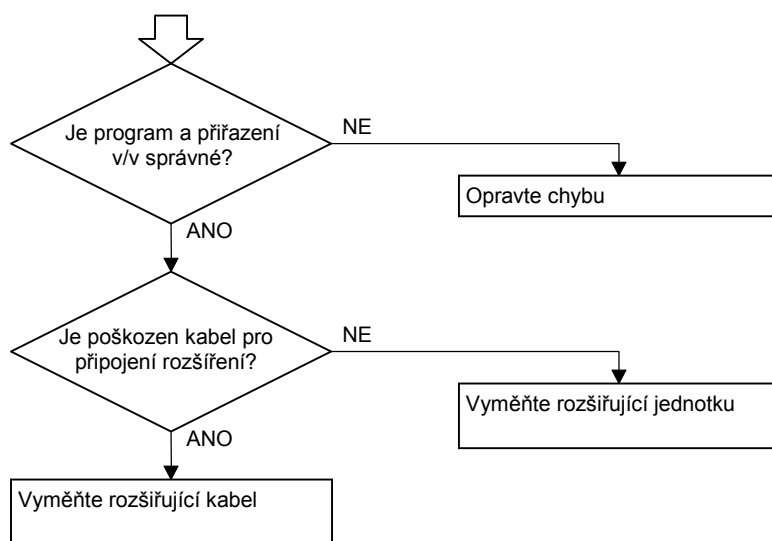 Je program a přiřazení
v/v správné?
NE
Opravte chybu
ANO
Je poškozen kabel pro
připojení rozšíření?
NE
Vyměňte rozšiřující jednotku
ANO
Vyměňte rozšiřující kabel